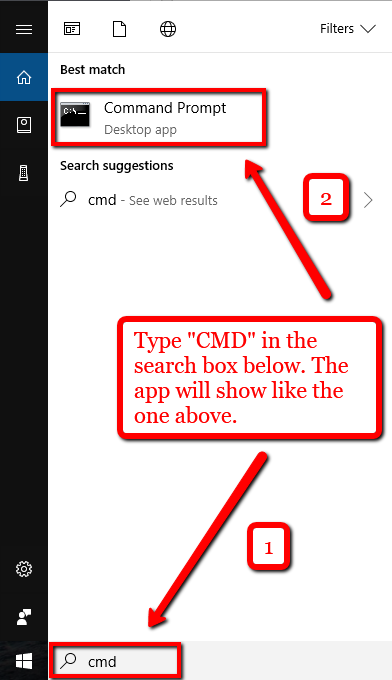 Filters
Best match
C:\_
Command Prompt
Desktop app
Search suggestions
cmd - See web results
2
Type "CMD" in the
search box below. The
app will show like the
one above.
1
cmd